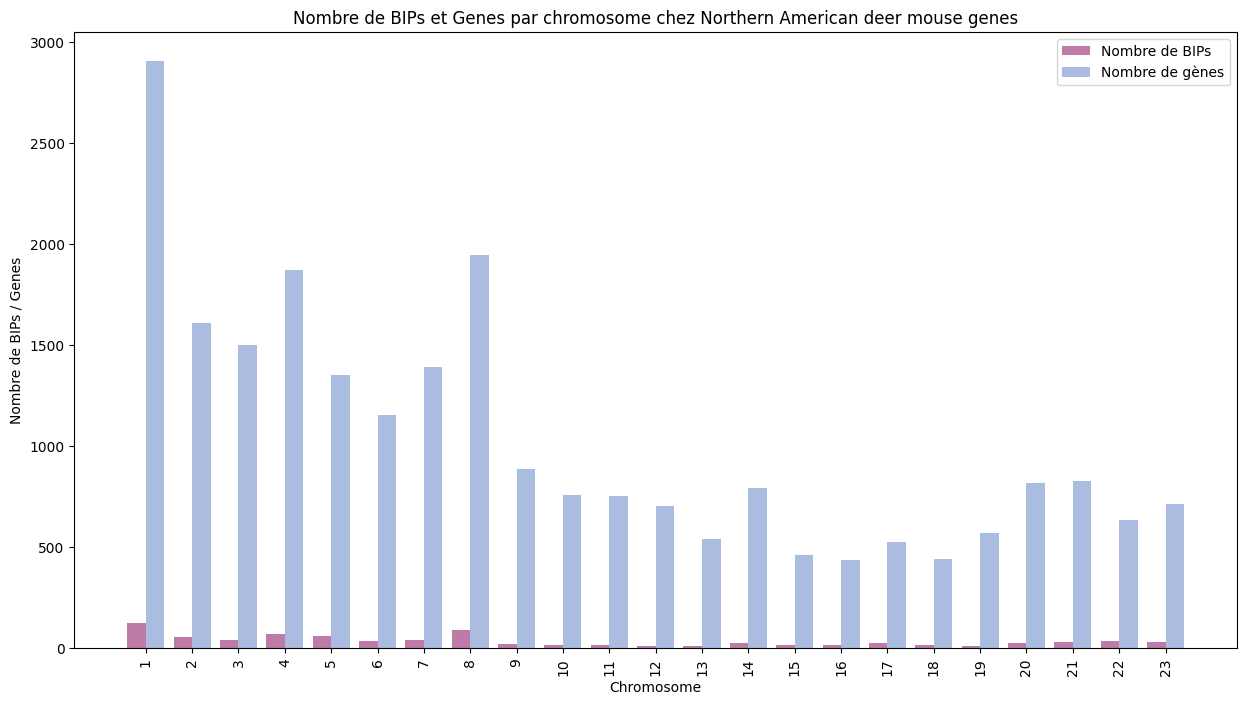 Nombre de BIPs et Genes par chromosome chez Northern American deer mouse genes
Nombre de BIPs
Nombre de gènes
Nombre de BIPs / Genes
3000
2500
2000
1500
1000
500
0
1 2 3 4 5 6 7 8 9 10 11 12 13 14 15 16 17 18 19 20 21 22 23
Chromosome